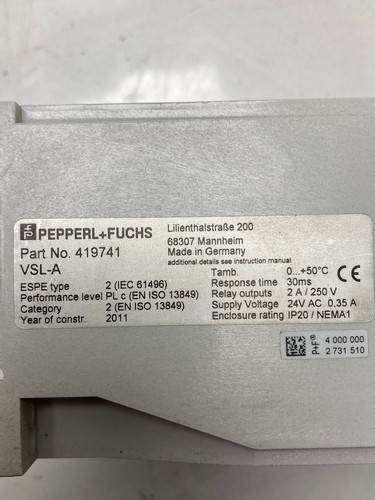 PEPPERL+FUCHS
Lilienthalstraße 200
68307 Mannheim
Made in Germany
additional details see instruction manual
Part No. 419741
VSL-A
ESPE type 2 (IEC 61496)
Performance level PL c (EN ISO 13849)
Category 2 (EN ISO 13849)
Year of constr. 2011
Tamb. 0...+50°C
Response time 30ms
Relay outputs 2 A / 250 V
Supply Voltage 24V AC 0,35 A
Enclosure rating IP20 / NEMA1
CE
P+F® 4 000 000
2 731 510